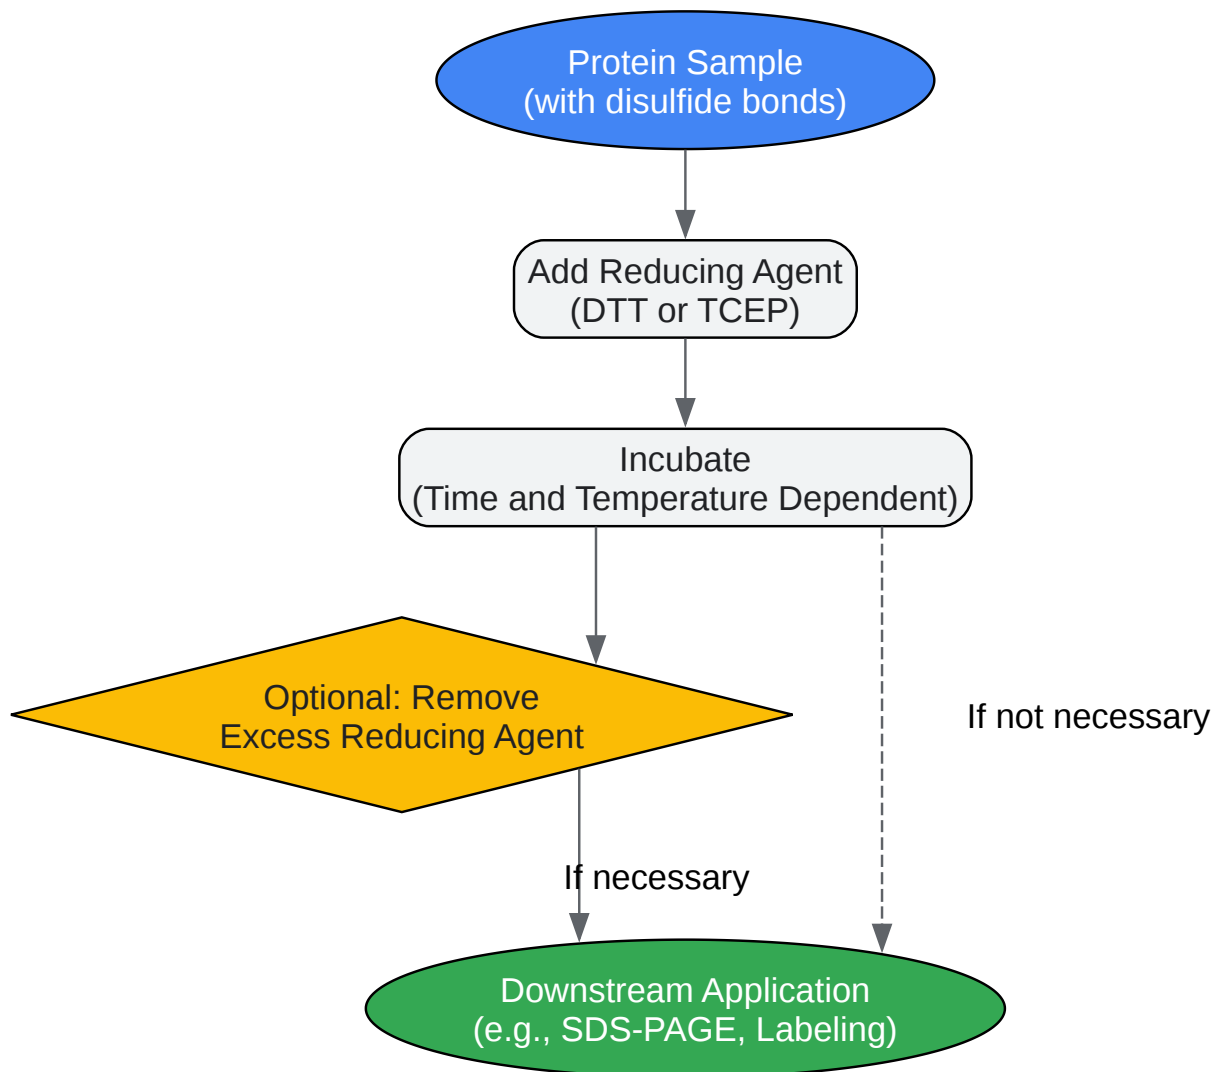 Protein Sample
(with disulfide bonds)
Add Reducing Agent
(DTT or TCEP)
Incubate
(Time and Temperature Dependent)
Optional: Remove
Excess Reducing Agent
If not necessary
If necessary
Downstream Application
(e.g., SDS-PAGE, Labeling)